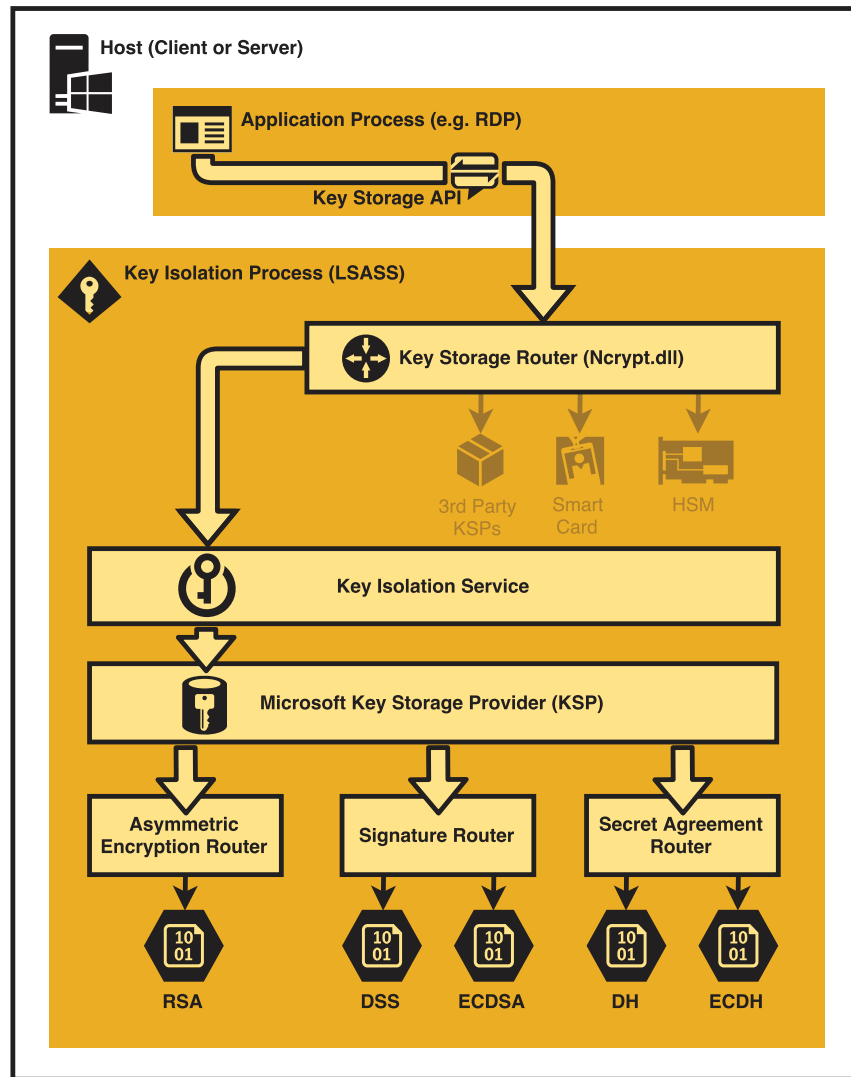 Host (Client or Server)
Application Process (e.g. RDP)
Key Storage API
Key Isolation Process (LSASS)
Key Storage Router (Ncrypt.dll)
3rd Party
KSPs
Smart
Card
HSM
Key Isolation Service
Microsoft Key Storage Provider (KSP)
Asymmetric
Encryption Router
Signature Router
Secret Agreement
Router
10
01
10
01
10
01
10
01
10
01
RSA
DSS
ECDSA
DH
ECDH